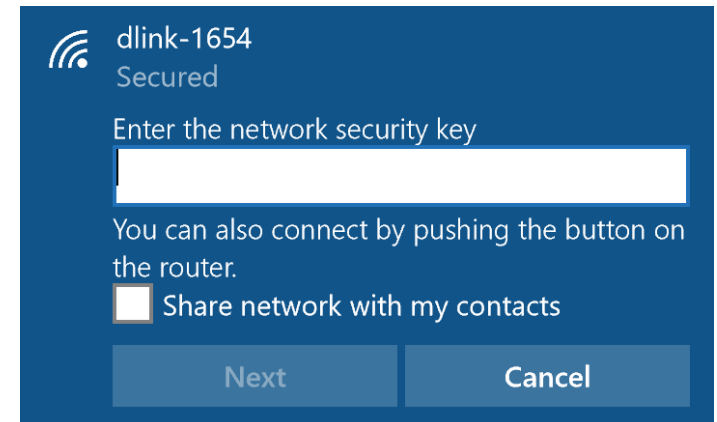 dlink-1654
Secured
Enter the network security key
You can also connect by pushing the button on
the router.
Share network with my contacts
Next
Cancel